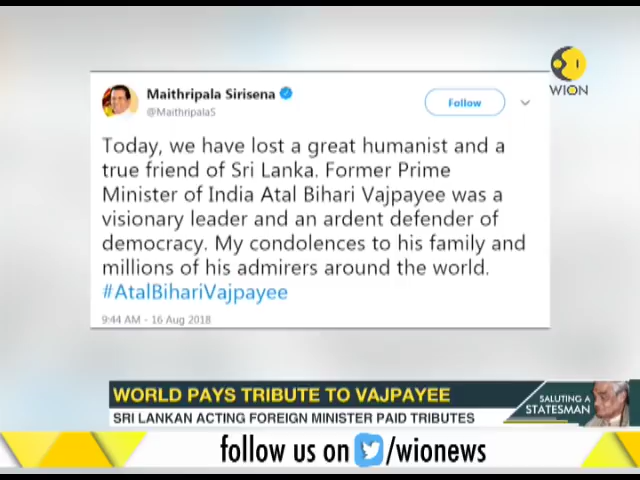 WION
Maithripala Sirisena
@MaithripalaS
Follow
Today, we have lost a great humanist and a
true friend of Sri Lanka. Former Prime
Minister of India Atal Bihari Vajpayee was a
visionary leader and an ardent defender of
democracy. My condolences to his family and
millions of his admirers around the world.
#AtalBihariVajpayee
9:44 AM - 16 Aug 2018
WORLD PAYS TRIBUTE TO VAJPAYEE
SRI LANKAN ACTING FOREIGN MINISTER PAID TRIBUTES
SALUTING A
STATESMAN
follow us on /wionews